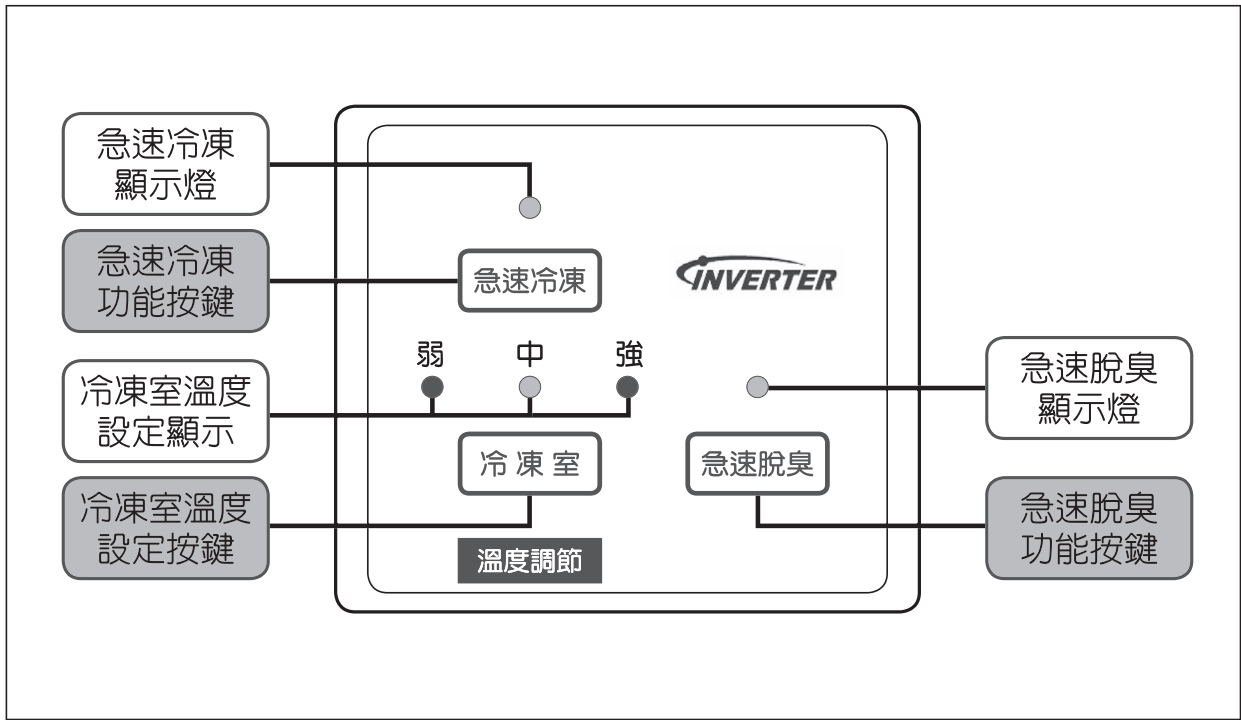 急速冷凍
顯示燈
急速冷凍
功能按鍵
冷凍室溫度
設定顯示
冷凍室溫度
設定按鍵
急速冷凍
INVERTER
弱 中 強
冷凍室
急速脫臭
溫度調節
急速脫臭
顯示燈
急速脫臭
功能按鍵